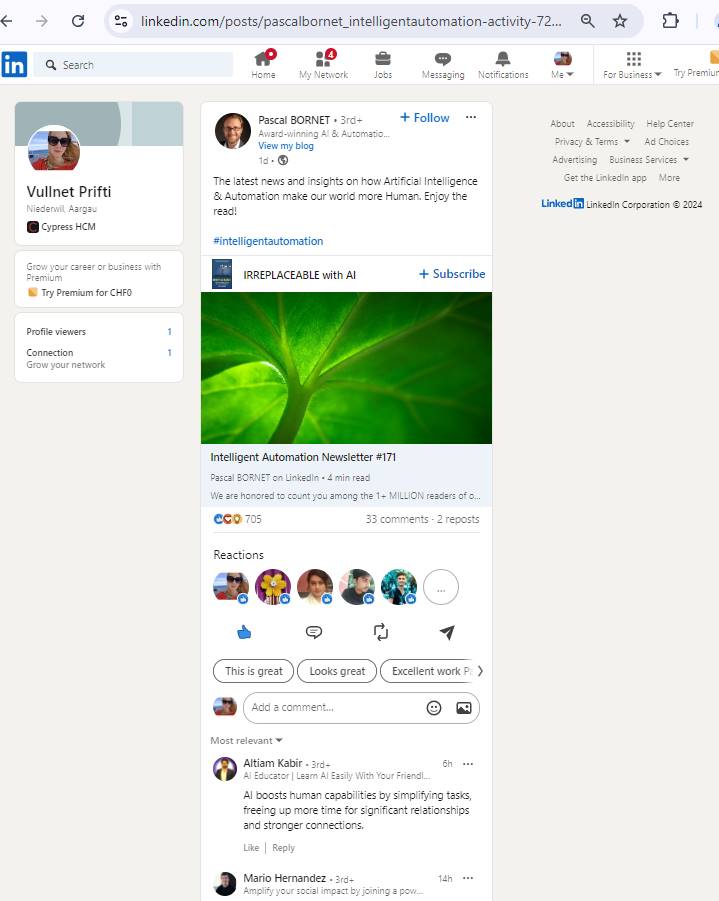 linkedin.com/posts/pascalbornet_intelligentautomation-activity-72...
in
Search
Home
4
My Network
Jobs
Messaging
Notifications
Me
For Business
Try Premium
Vullnet Prifti
Niederwil, Aargau
Cypress HCM
Grow your career or business with
Premium
Try Premium for CHF0
Profile viewers 1
Connection 1
Grow your network
Pascal BORNET • 3rd+
Award-winning AI & Automatio...
View my blog
1d •
+ Follow
The latest news and insights on how Artificial Intelligence
& Automation make our world more Human. Enjoy the
read!
#intelligentautomation
IRREPLACEABLE with AI
+ Subscribe
Intelligent Automation Newsletter #171
Pascal BORNET on LinkedIn • 4 min read
We are honored to count you among the 1+ MILLION readers of o...
705
33 comments · 2 reposts
Reactions
...
This is great
Looks great
Excellent work
Add a comment...
Most relevant
Altiam Kabir • 3rd+
6h
AI Educator | Learn AI Easily With Your Friendl...
AI boosts human capabilities by simplifying tasks,
freeing up more time for significant relationships
and stronger connections.
Like | Reply
Mario Hernandez • 3rd+
14h
Amplify your social impact by joining a pow...
About Accessibility Help Center
Privacy & Terms Ad Choices
Advertising Business Services
Get the LinkedIn app More
LinkedIn LinkedIn Corporation © 2024